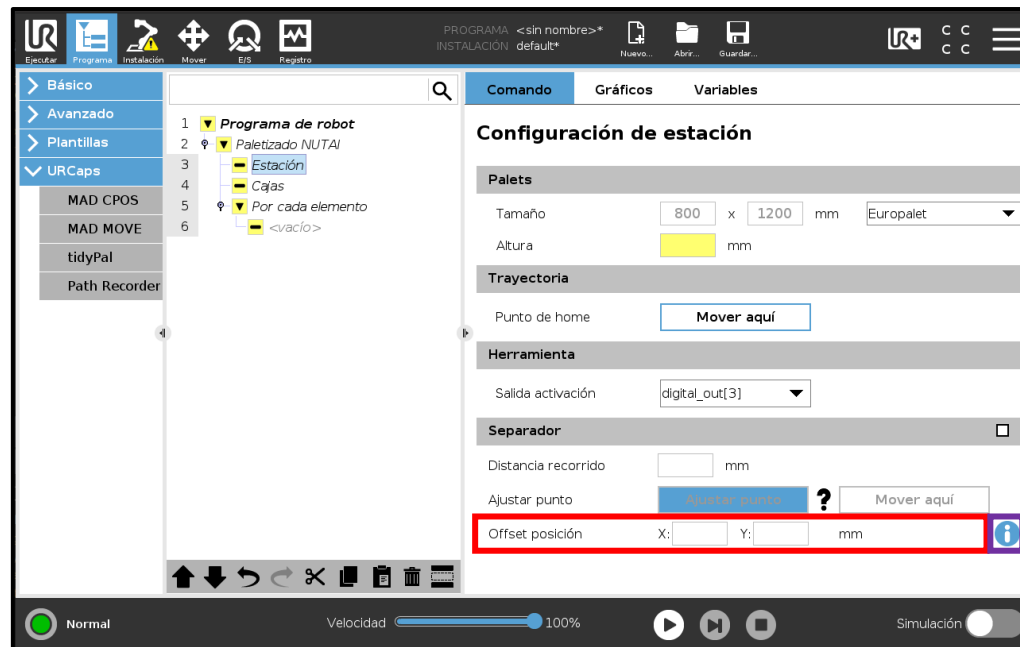 UR
PROGRAMA <sin nombre>*
INSTALACIÓN default*
Ejecutar Programa Instalación Mover E/S Registro
Nuevo... Abrir... Guardar...
UR+
C C
C C
Básico
Avanzado
Plantillas
URCaps
MAD CPOS
MAD MOVE
tidyPal
Path Recorder
1 Programa de robot
2 Paletizado NUTAI
3 Estación
4 Cajas
5 Por cada elemento
6 <vacío>
Comando Gráficos Variables
Configuración de estación
Palets
Tamaño 800 x 1200 mm Europalet
Altura mm
Trayectoria
Punto de home Mover aquí
Herramienta
Salida activación digital_out[3]
Separador
Distancia recorrido mm
Ajustar punto Ajustar punto ? Mover aquí
Offset posición X: Y: mm i
Normal Velocidad 100% Simulación